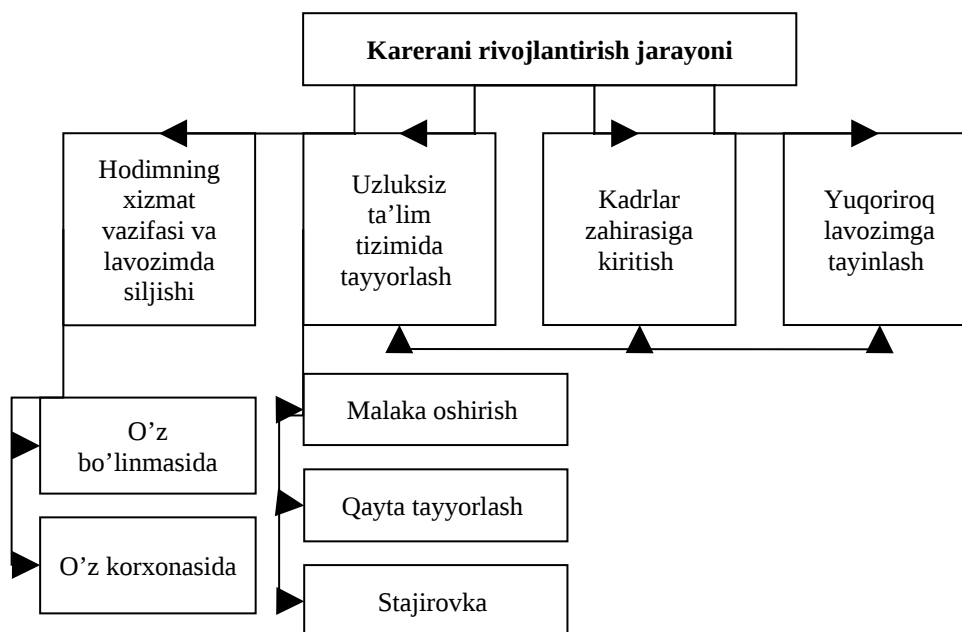 Karerani rivojlantirish jarayoni
Hodimning
xizmat
vazifasi va
lavozimda
siljishi
Uzluksiz
ta’lim
tizimida
tayyorlash
Kadrlar
zahirasiga
kiritish
Yuqoriroq
lavozimga
tayinlash
O’z
bo’linmasida
O’z korxonasida
Malaka oshirish
Qayta tayyorlash
Stajirovka